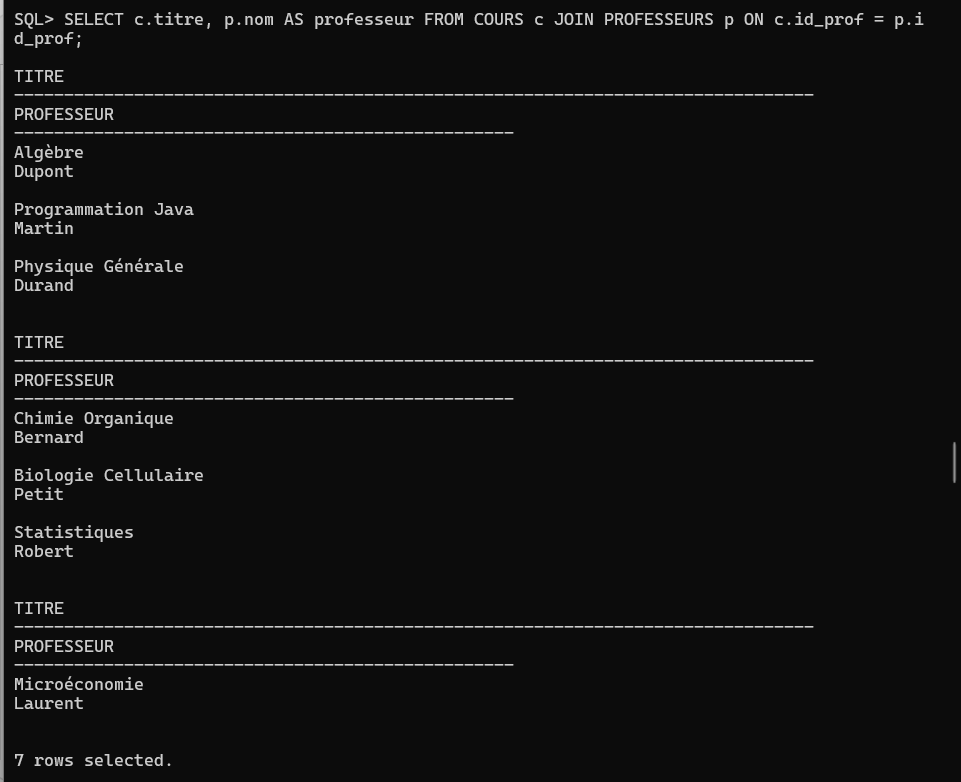 SQL> SELECT c.titre, p.nom AS professeur FROM COURS c JOIN PROFESSEURS p ON c.id_prof = p.i
d_prof;
TITRE
--------------------------------------------------------------------------------
PROFESSEUR
--------------------------------------------------
Algèbre
Dupont
Programmation Java
Martin
Physique Générale
Durand
TITRE
--------------------------------------------------------------------------------
PROFESSEUR
--------------------------------------------------
Chimie Organique
Bernard
Biologie Cellulaire
Petit
Statistiques
Robert
TITRE
--------------------------------------------------------------------------------
PROFESSEUR
--------------------------------------------------
Microéconomie
Laurent
7 rows selected.